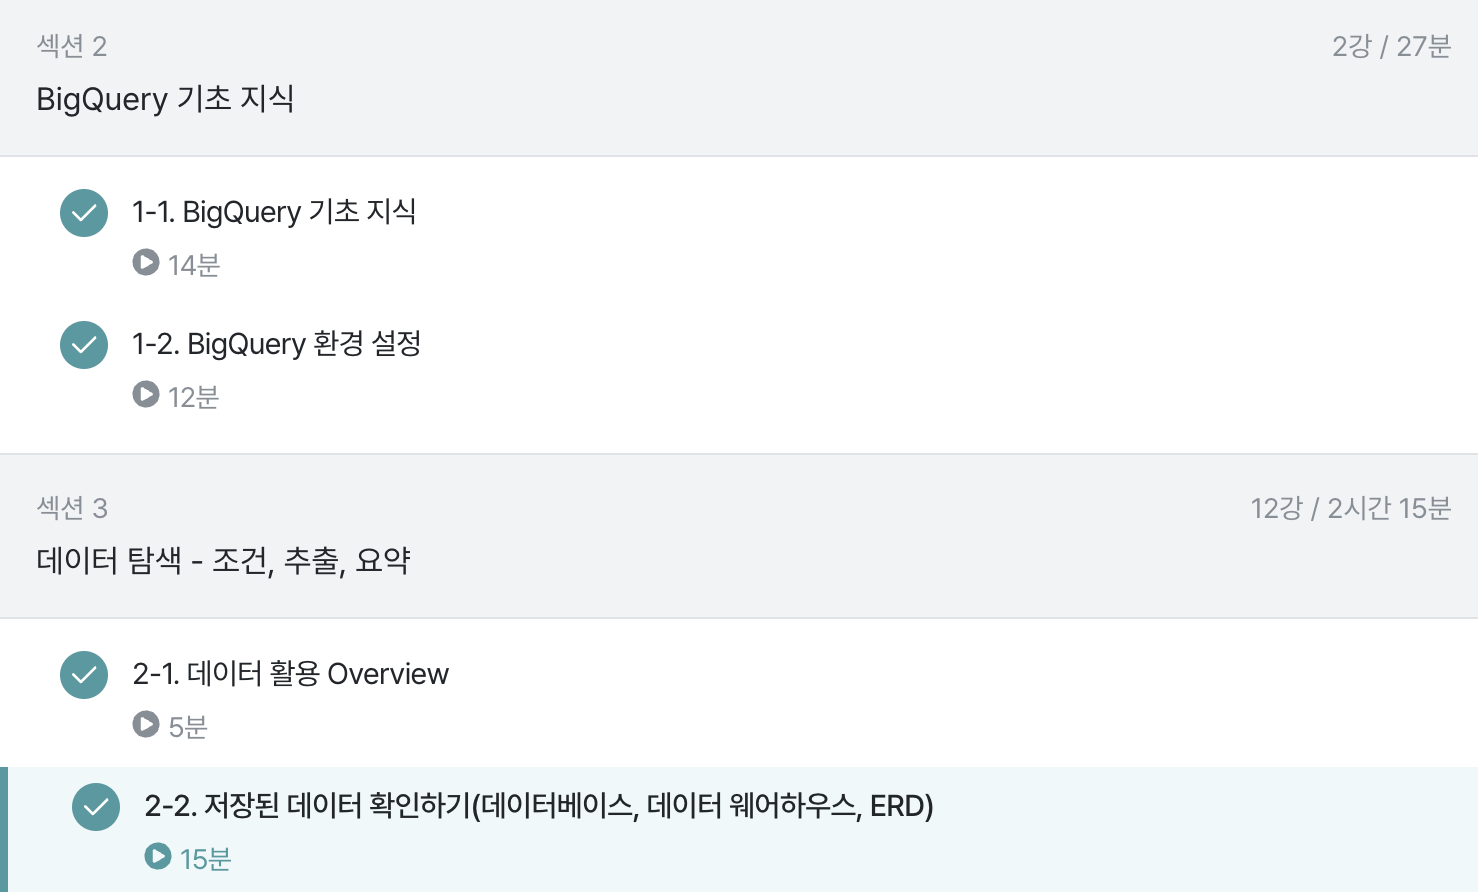 섹션 2
2강 / 27분
BigQuery 기초 지식
1-1. BigQuery 기초 지식
14분
1-2. BigQuery 환경 설정
12분
섹션 3
12강 / 2시간 15분
데이터 탐색 - 조건, 추출, 요약
2-1. 데이터 활용 Overview
5분
2-2. 저장된 데이터 확인하기(데이터베이스, 데이터 웨어하우스, ERD)
15분